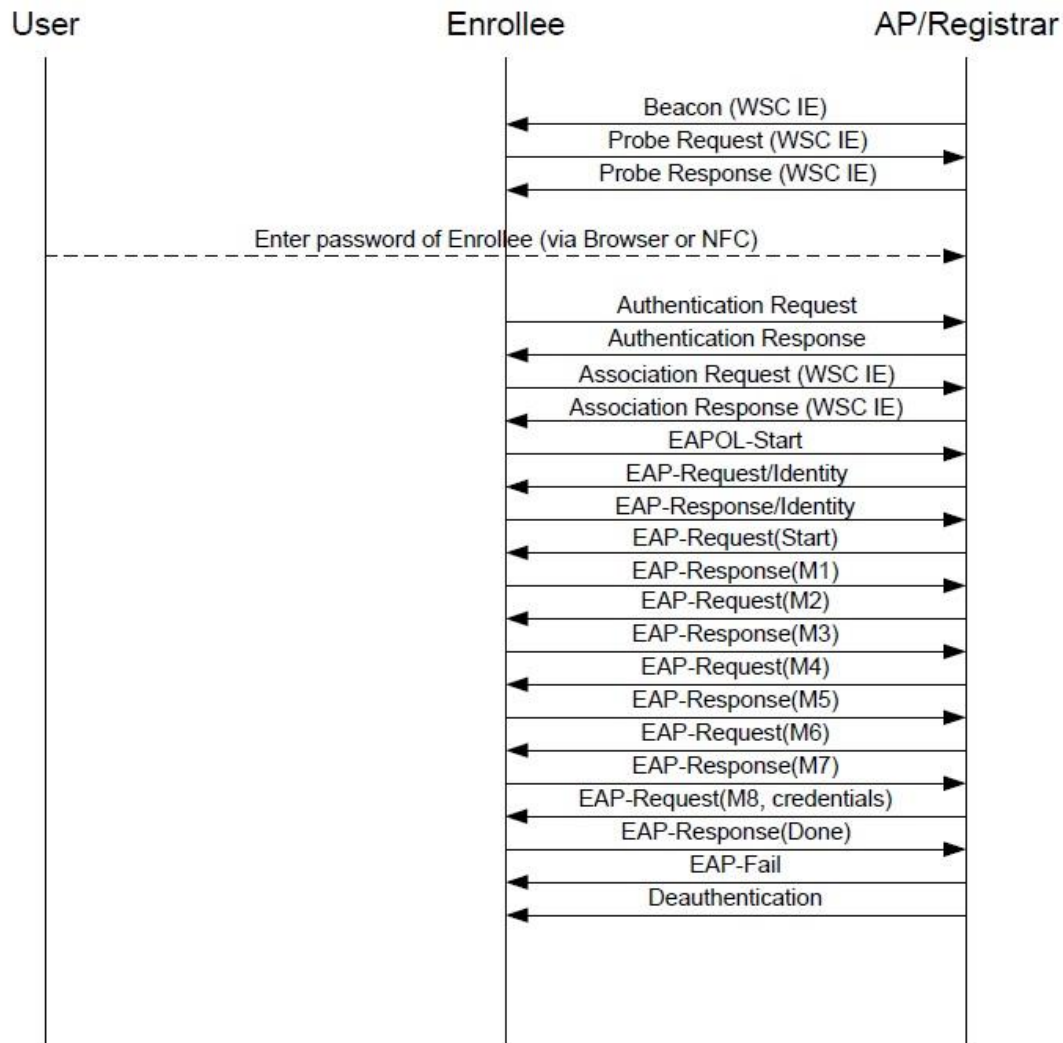 User Enrollee AP/Registrar
Beacon (WSC IE)
Probe Request (WSC IE)
Probe Response (WSC IE)
Enter password of Enrollee (via Browser or NFC)
Authentication Request
Authentication Response
Association Request (WSC IE)
Association Response (WSC IE)
EAPOL-Start
EAP-Request/Identity
EAP-Response/Identity
EAP-Request(Start)
EAP-Response(M1)
EAP-Request(M2)
EAP-Response(M3)
EAP-Request(M4)
EAP-Response(M5)
EAP-Request(M6)
EAP-Response(M7)
EAP-Request(M8, credentials)
EAP-Response(Done)
EAP-Fail
Deauthentication